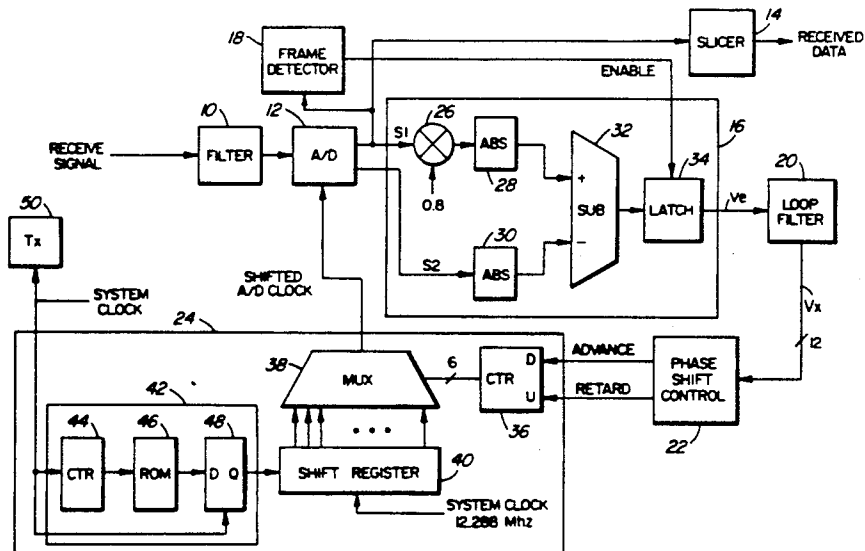 18
FRAME
DETECTOR
14
SLICER
RECEIVED
DATA
ENABLE
10
12
26
32
16
RECEIVE
SIGNAL
FILTER
A/D
S1
ABS
28
0.8
+
SUB
−
34
LATCH
Ve
20
LOOP
FILTER
50
Tx
30
S2
ABS
SHIFTED
A/D CLOCK
SYSTEM
CLOCK
24
Vx
12
38
MUX
6
CTR
D
U
36
ADVANCE
RETARD
PHASE
SHIFT
CONTROL
22
42
44
46
48
CTR
ROM
D Q
• • •
SHIFT REGISTER
40
SYSTEM CLOCK
12.288 Mhz